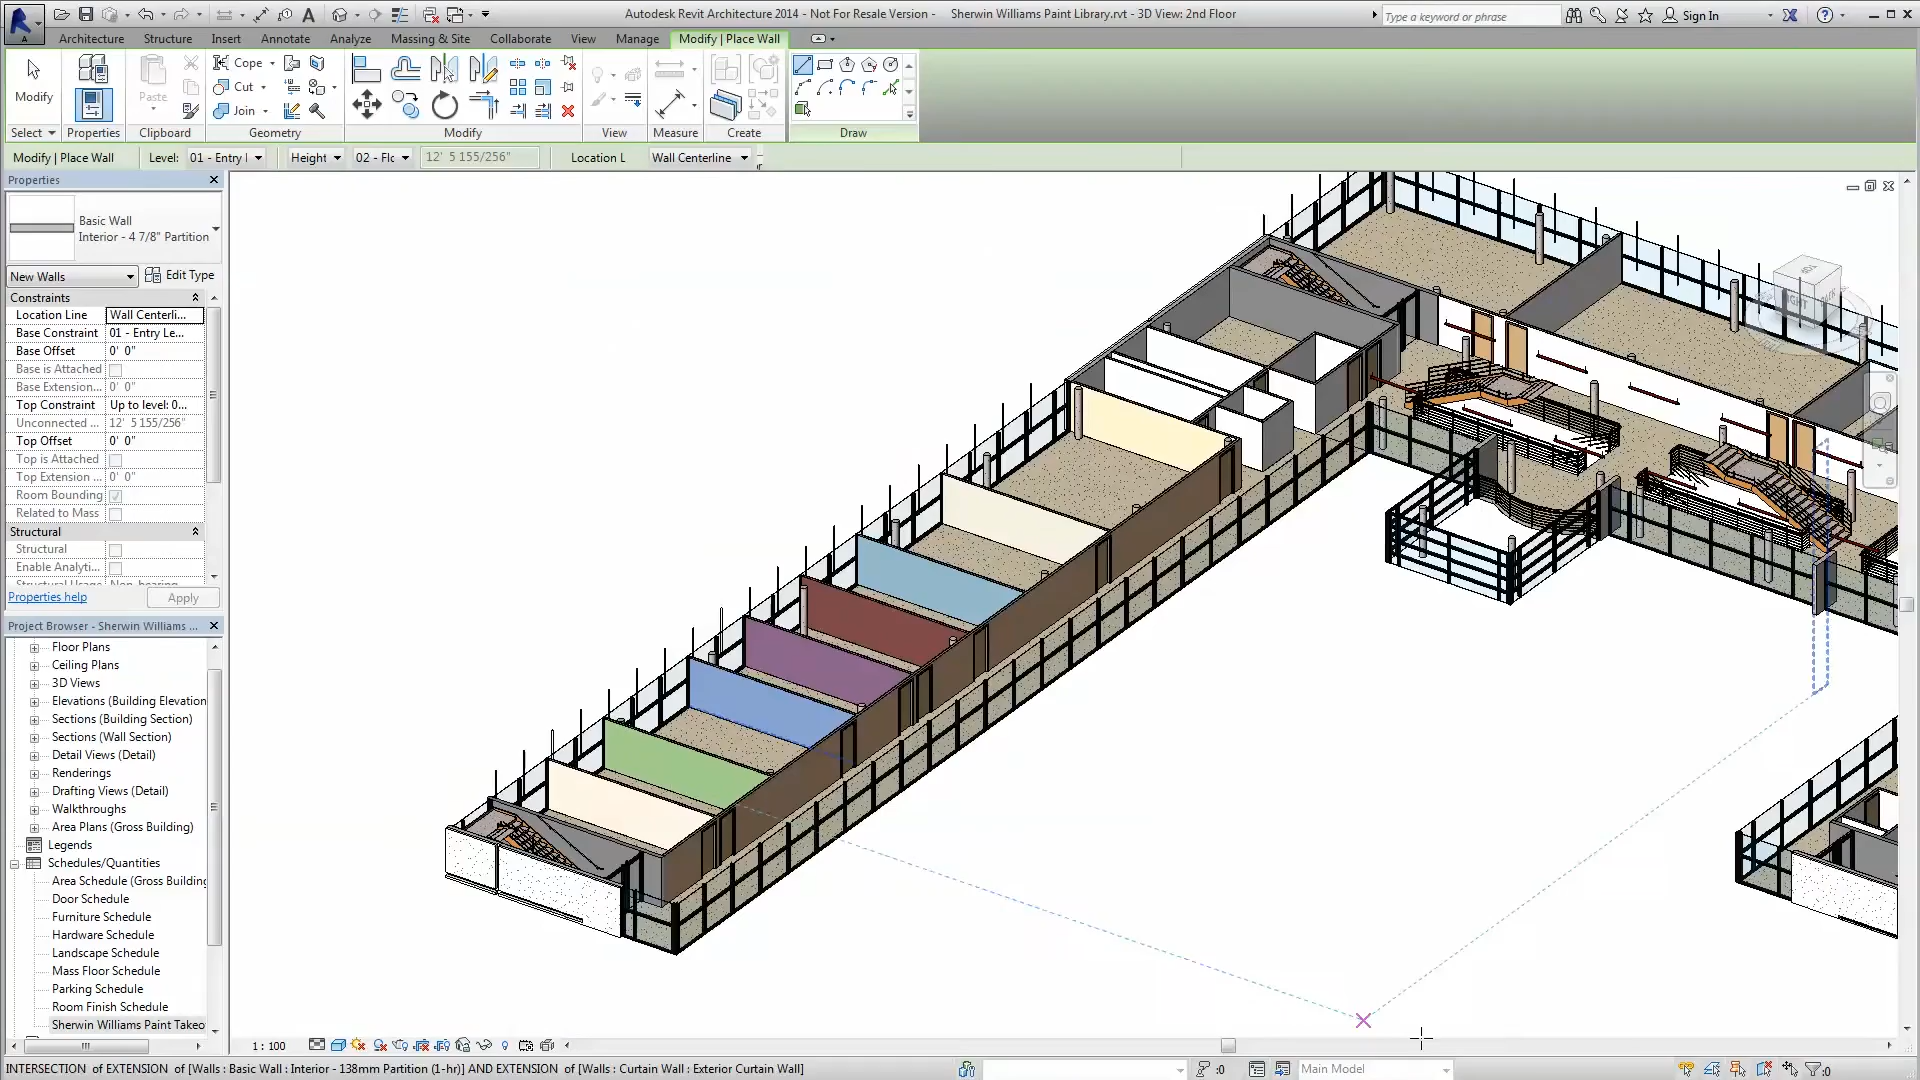 Autodesk Revit Architecture 2014 - Not For Resale Version - Sherwin Williams Paint Library.rvt - 3D View: 2nd Floor
Type a keyword or phrase
Sign In
Architecture Structure Insert Annotate Analyze Massing & Site Collaborate View Manage Modify | Place Wall
Modify
Paste
Cope
Cut
Join
Select Properties Clipboard Geometry Modify View Measure Create Draw
Modify | Place Wall Level: 01 - Entry Height 02 - Flc 12' 5 155/256" Location L Wall Centerline
Properties
Basic Wall
Interior - 4 7/8" Partition
New Walls Edit Type
Constraints
Location Line Wall Centerli...
Base Constraint 01 - Entry Le...
Base Offset 0' 0"
Base is Attached
Base Extension... 0' 0"
Top Constraint Up to level: 0...
Unconnected ... 12' 5 155/256"
Top Offset 0' 0"
Top is Attached
Top Extension ... 0' 0"
Room Bounding
Related to Mass
Structural
Structural
Enable Analyti...
Structural Usage Non-bearing
Properties help Apply
Project Browser - Sherwin Williams ...
Floor Plans
Ceiling Plans
3D Views
Elevations (Building Elevation
Sections (Building Section)
Sections (Wall Section)
Detail Views (Detail)
Renderings
Drafting Views (Detail)
Walkthroughs
Area Plans (Gross Building)
Legends
Schedules/Quantities
Area Schedule (Gross Building
Door Schedule
Furniture Schedule
Hardware Schedule
Landscape Schedule
Mass Floor Schedule
Parking Schedule
Room Finish Schedule
Sherwin Williams Paint Takeo
TOP
RIGHT
1 : 100
INTERSECTION of EXTENSION of [Walls : Basic Wall : Interior - 138mm Partition (1-hr)] AND EXTENSION of [Walls : Curtain Wall : Exterior Curtain Wall]
:0
Main Model
:0